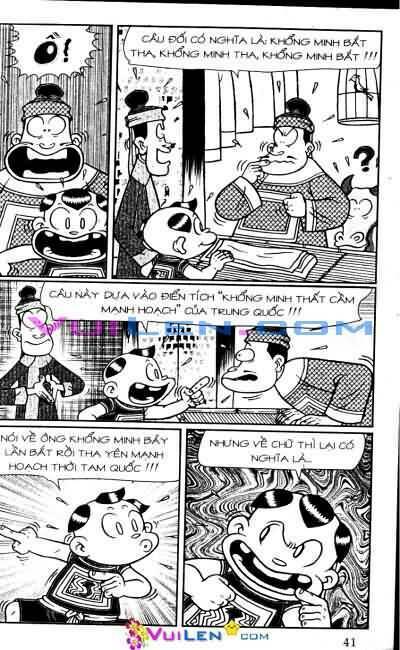 Ồ!
CÂU ĐỐI CÓ NGHĨA LÀ: KHỔNG MINH BẮT
THA, KHỔNG MINH THA, KHỔNG MINH BẮT !!!
?
CÂU NÀY DỰA VÀO ĐIỂN TÍCH "KHỔNG MINH THẤT CẦM
MẠNH HOẠCH" CỦA TRUNG QUỐC !!!
VUILEN.COM
NÓI VỀ ÔNG KHỔNG MINH BẢY
LẦN BẮT RỒI THA YÊN MẠNH
HOẠCH THỜI TAM QUỐC !!!
NHƯNG VỀ CHỮ THÌ LẠI CÓ
NGHĨA LÀ...
VUILEN.COM
41